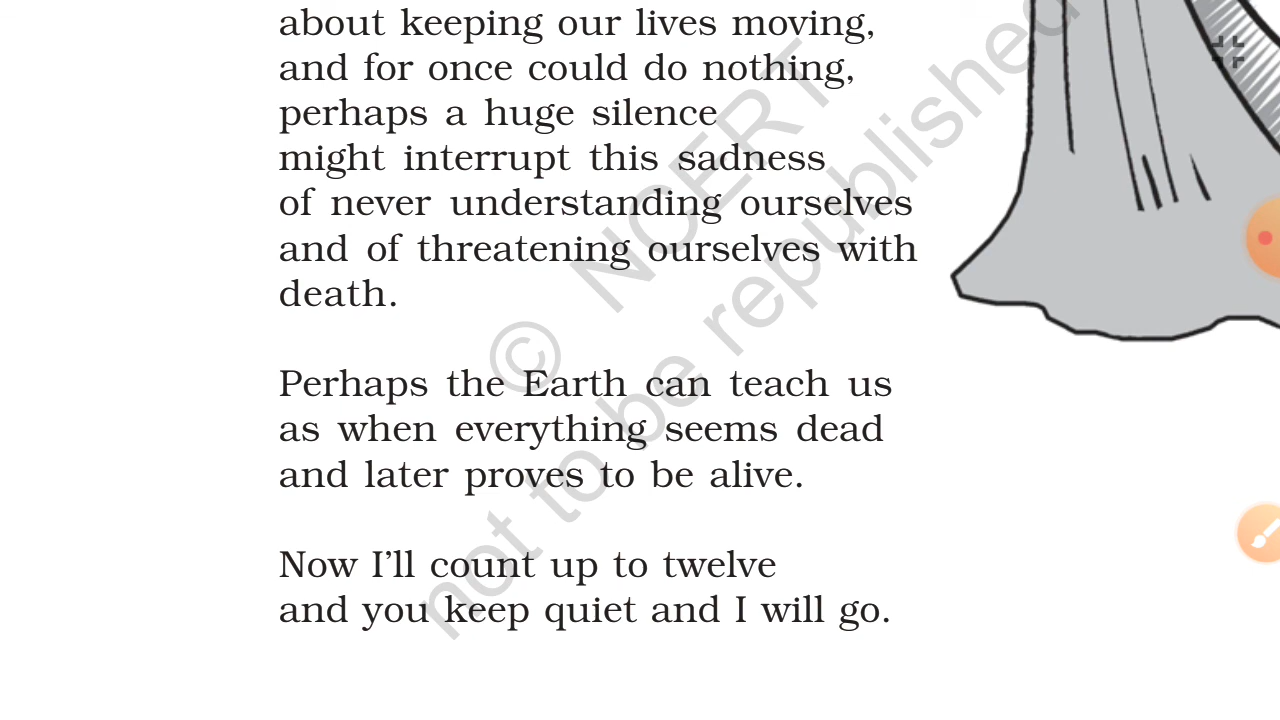 about keeping our lives moving,
and for once could do nothing,
perhaps a huge silence
might interrupt this sadness
of never understanding ourselves
and of threatening ourselves with
death.
Perhaps the Earth can teach us
as when everything seems dead
and later proves to be alive.
Now I'll count up to twelve
and you keep quiet and I will go.
© NCERT
not to be republished